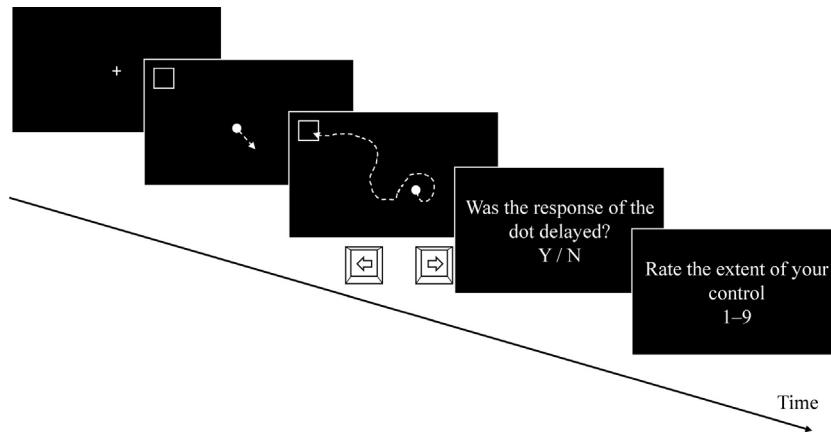 Was the response of the
dot delayed?
Y / N
Rate the extent of your
control
1–9
Time